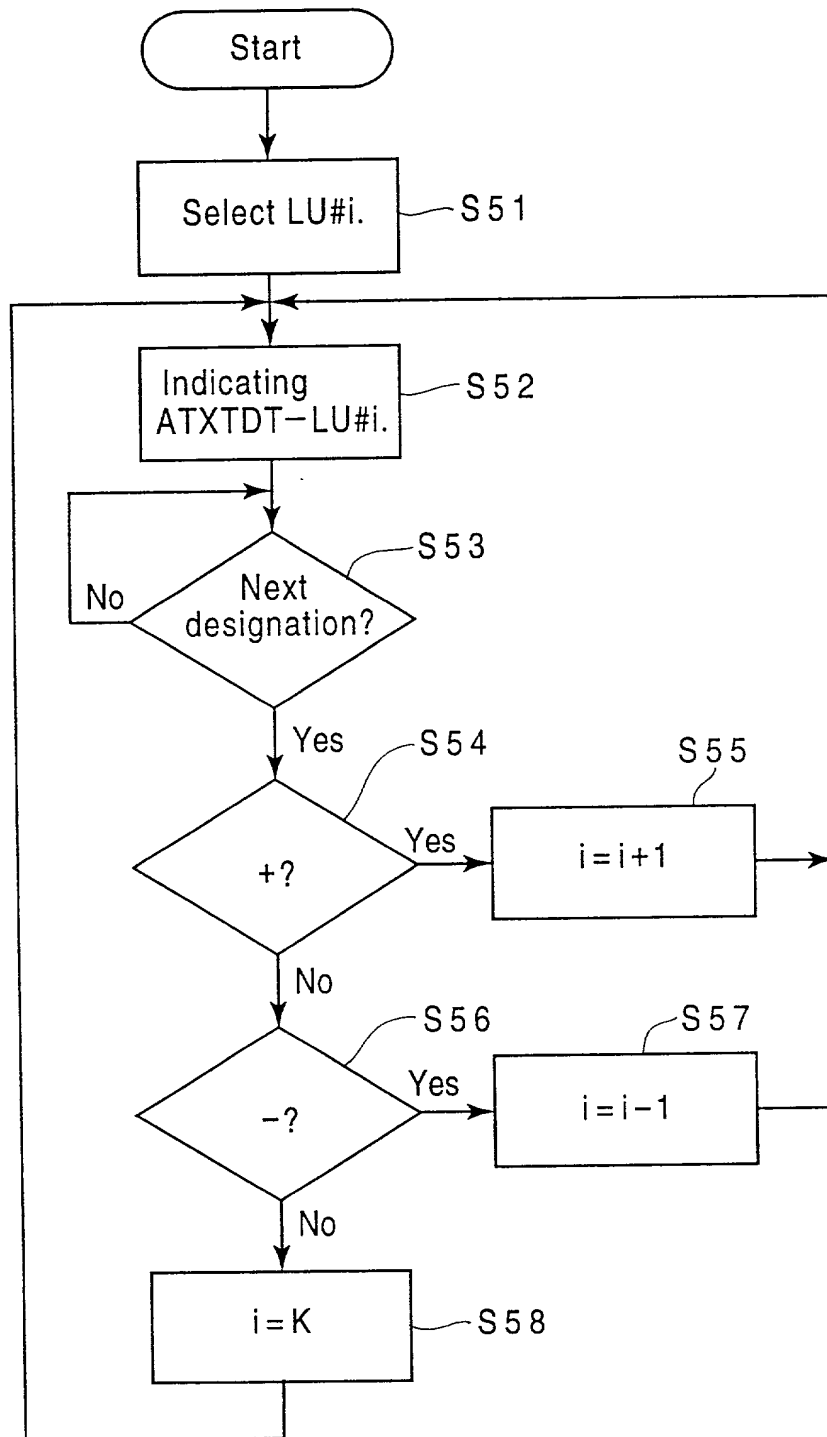 Start
Select LU#i.
S51
Indicating
ATXTDT-LU#i.
S52
S53
Next
designation?
No
Yes
S54
+?
Yes
S55
i=i+1
No
S56
-?
Yes
S57
i=i-1
No
i=K
S58